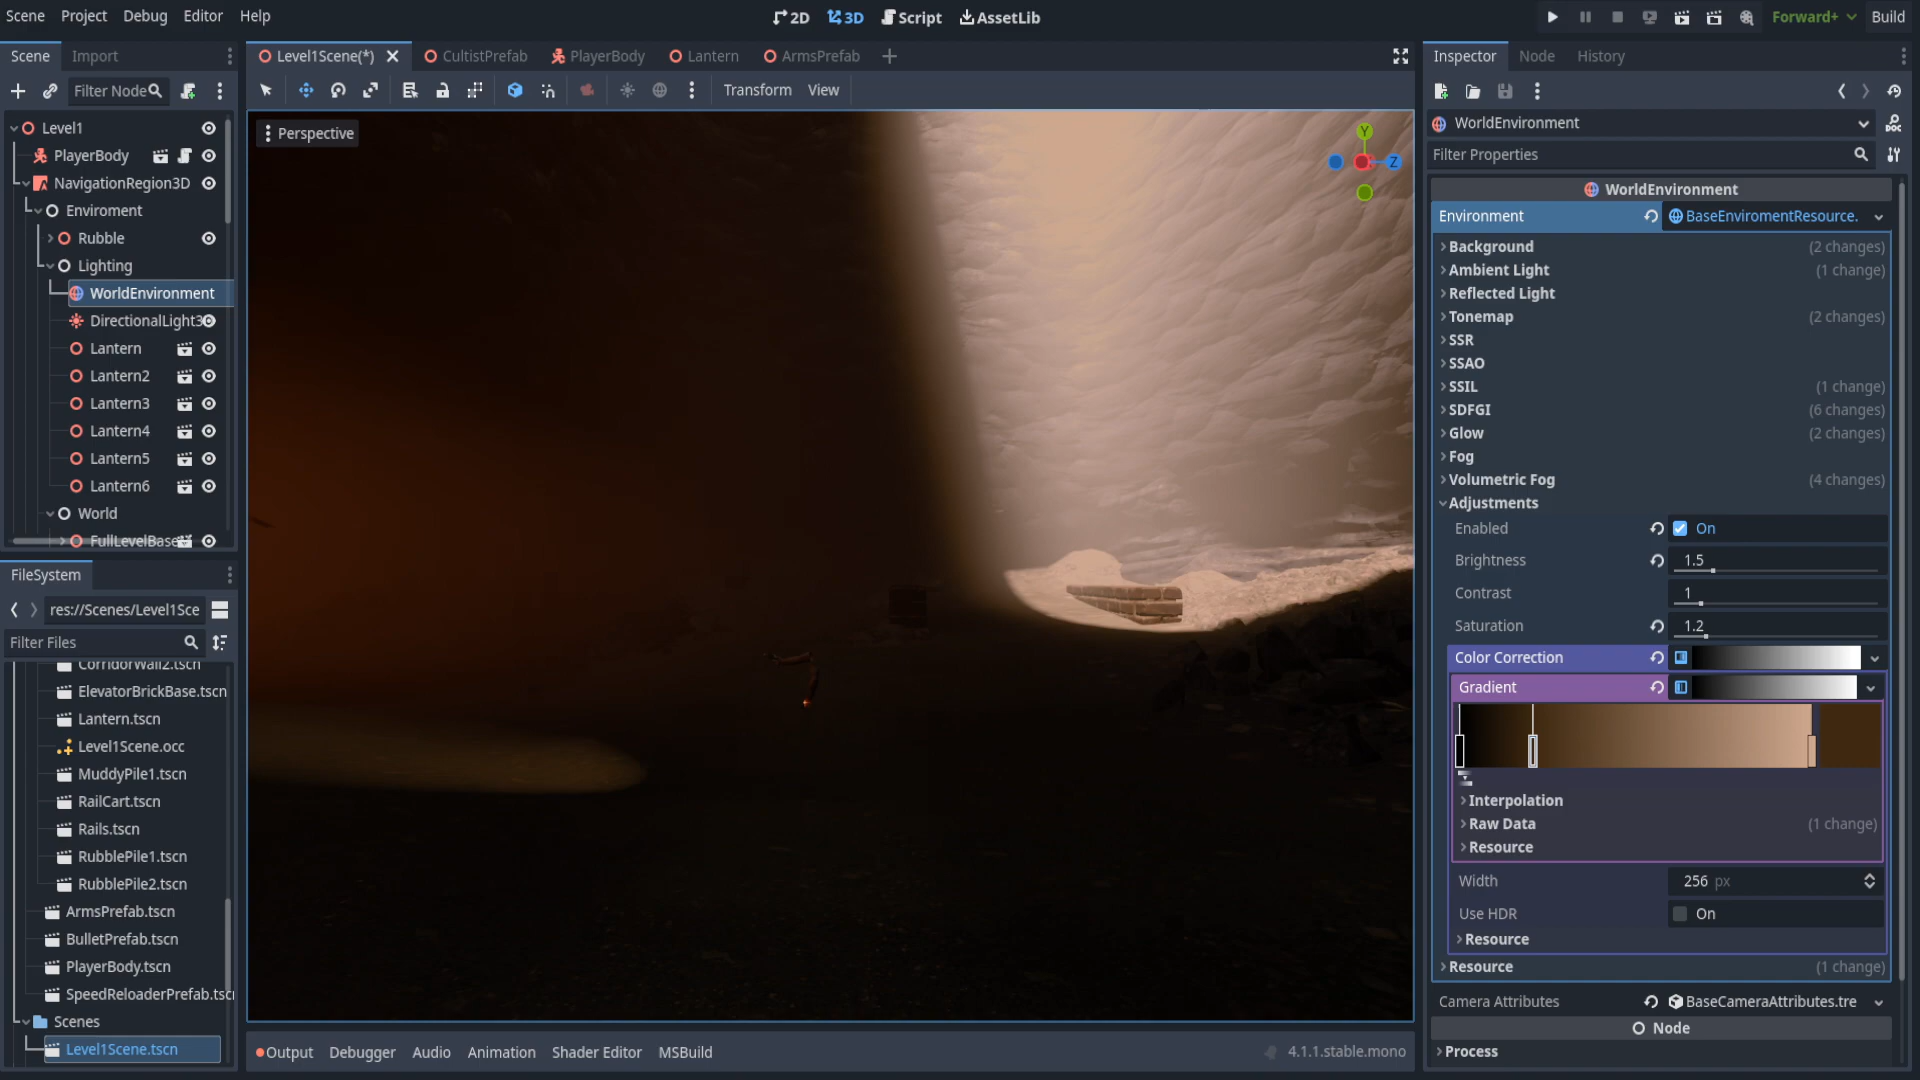 Scene Project Debug Editor Help
2D 3D Script AssetLib
Forward+ Build
Scene Import
Level1Scene(*) CultistPrefab PlayerBody Lantern ArmsPrefab
Inspector Node History
Filter Node
Transform View
Perspective
Y
Z
Level1
PlayerBody
NavigationRegion3D
Enviroment
Rubble
Lighting
WorldEnvironment
DirectionalLight3
Lantern
Lantern2
Lantern3
Lantern4
Lantern5
Lantern6
World
FullLevelBase
FileSystem
res://Scenes/Level1Sce
Filter Files
CorridorWall2.tscn
ElevatorBrickBase.tscn
Lantern.tscn
Level1Scene.occ
MuddyPile1.tscn
RailCart.tscn
Rails.tscn
RubblePile1.tscn
RubblePile2.tscn
ArmsPrefab.tscn
BulletPrefab.tscn
PlayerBody.tscn
SpeedReloaderPrefab.tsc
Scenes
Level1Scene.tscn
Output Debugger Audio Animation Shader Editor MSBuild
4.1.1.stable.mono
WorldEnvironment
DOC
Filter Properties
WorldEnvironment
Environment BaseEnviromentResource.
Background (2 changes)
Ambient Light (1 change)
Reflected Light
Tonemap (2 changes)
SSR
SSAO
SSIL (1 change)
SDFGI (6 changes)
Glow (2 changes)
Fog
Volumetric Fog (4 changes)
Adjustments
Enabled On
Brightness 1.5
Contrast 1
Saturation 1.2
Color Correction
Gradient
Interpolation
Raw Data (1 change)
Resource
Width 256 px
Use HDR On
Resource
Resource (1 change)
Camera Attributes BaseCameraAttributes.tre
Node
Process